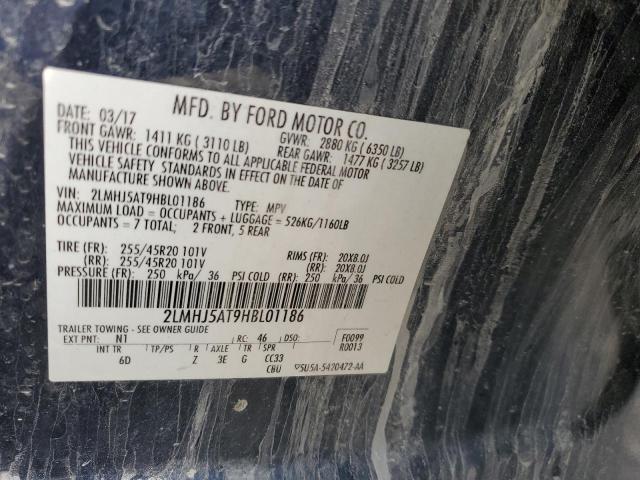 MFD. BY FORD MOTOR CO.
DATE: 03/17 GVWR: 2880 KG ( 6350 LB)
FRONT GAWR: 1411 KG ( 3110 LB) REAR GAWR: 1477 KG ( 3257 LB)
THIS VEHICLE CONFORMS TO ALL APPLICABLE FEDERAL MOTOR
VEHICLE SAFETY STANDARDS IN EFFECT ON THE DATE OF
MANUFACTURE SHOWN ABOVE.
VIN: 2LMHJ5AT9HBL01186 TYPE: MPV
MAXIMUM LOAD = OCCUPANTS + LUGGAGE = 526KG/1160LB
OCCUPANTS = 7 TOTAL; 2 FRONT, 5 REAR
TIRE (FR): 255/45R20 101V RIMS (FR): 20X8.0J
(RR): 255/45R20 101V (RR): 20X8.0J
PRESSURE (FR): 250 kPa/ 36 PSI COLD (RR): 250 kPa/ 36 PSI COLD
2LMHJ5AT9HBL01186
TRAILER TOWING - SEE OWNER GUIDE
EXT PNT: N1 RC: 46 DSO: F0099
R0013
INT TR TP/PS R AXLE TR SPR
6D Z 3E G CC33
CBU 5U5A-5420472-AA